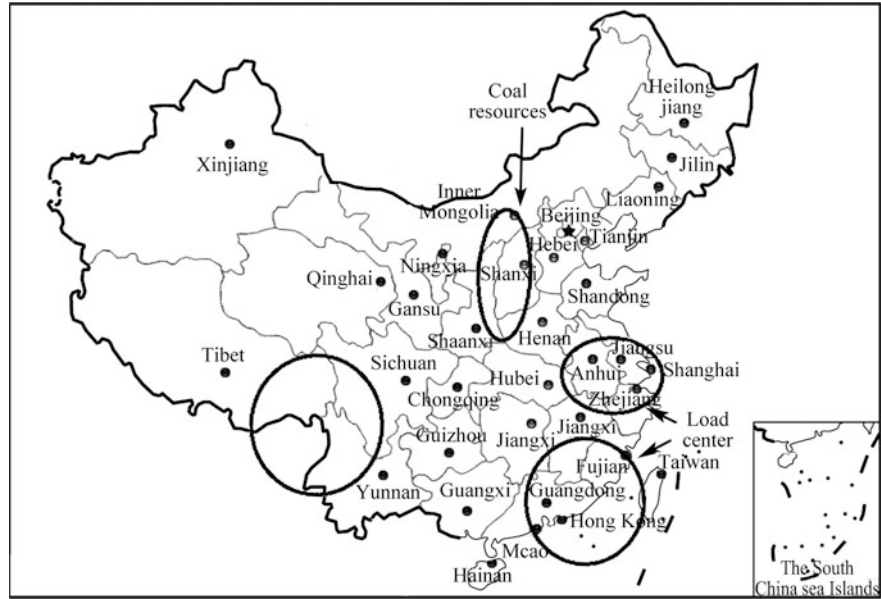 Coal
resources
Heilong
jiang
Xinjiang
Jilin
Inner
Mongolia
Liaoning
Beijing
Tianjin
Hebei
Ningxia
Shanxi
Qinghai
Gansu
Shandong
Shaanxi
Henan
Jiangsu
Tibet
Sichuan
Anhui
Shanghai
Hubei
Chongqing
Zhejiang
Load
center
Jiangxi
Jiangxi
Guizhou
Fujian
Taiwan
Yunnan
Guangxi
Guangdong
Hong Kong
Mcao
Hainan
The South
China sea Islands